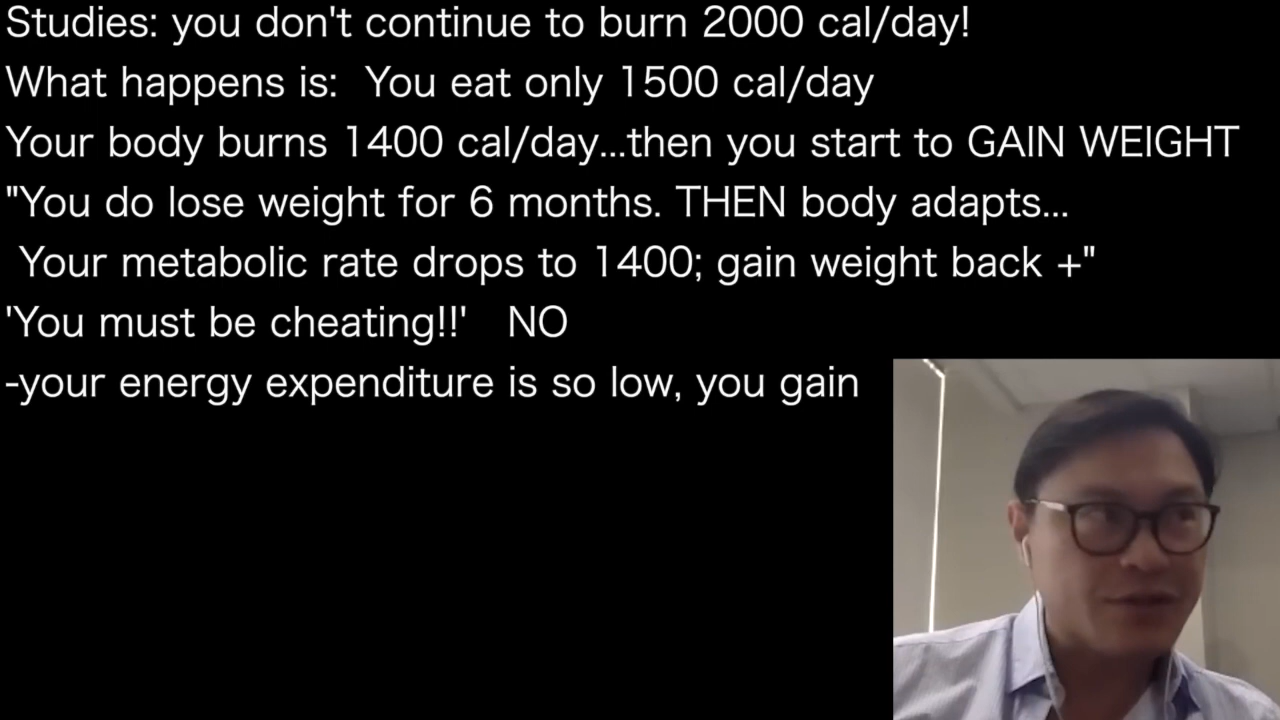 Studies: you don't continue to burn 2000 cal/day!
What happens is:  You eat only 1500 cal/day
Your body burns 1400 cal/day...then you start to GAIN WEIGHT
"You do lose weight for 6 months. THEN body adapts...
Your metabolic rate drops to 1400; gain weight back +"
'You must be cheating!!'   NO
-your energy expenditure is so low, you gain